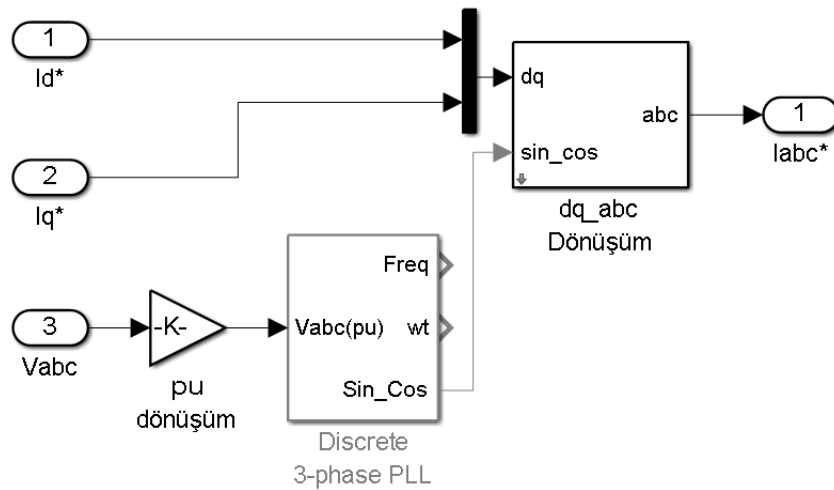 1
Id*
2
Iq*
3
Vabc
-K-
pu
dönüşüm
Freq
Vabc(pu)
wt
Sin_Cos
Discrete
3-phase PLL
dq
abc
sin_cos
dq_abc
Dönüşüm
1
Iabc*